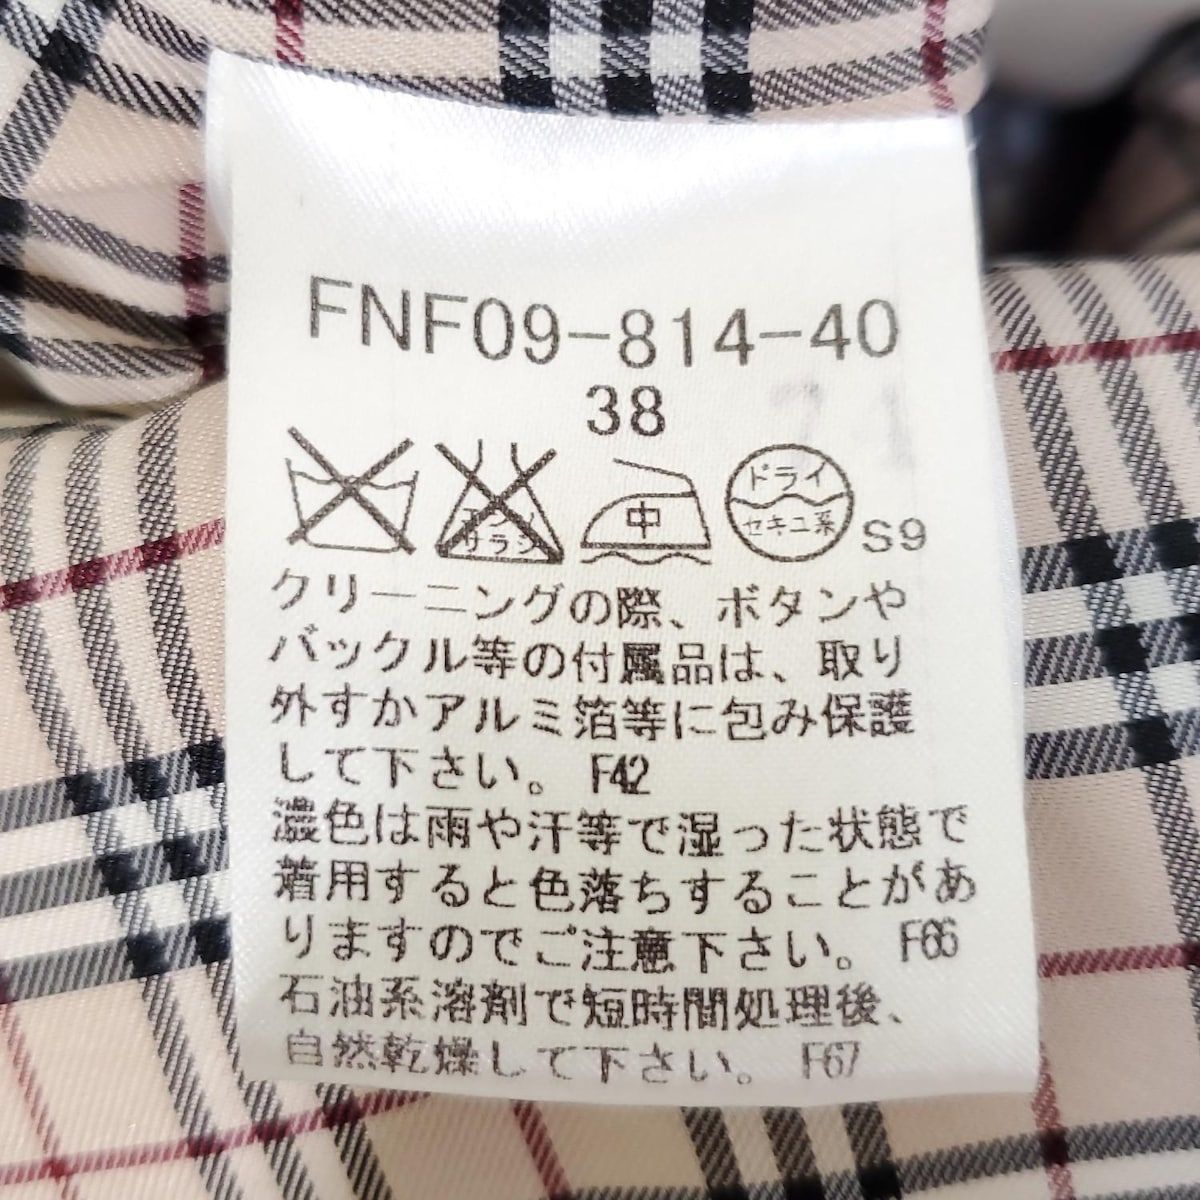 FNF09-814-40
38
エンソ
サラシ
中
ドライ
セキユ系
S9
クリーニングの際、ボタンや
バックル等の付属品は、取り
外すかアルミ箔等に包み保護
して下さい。 F42
濃色は雨や汗等で湿った状態で
着用すると色落ちすることがあ
りますのでご注意下さい。 F66
石油系溶剤で短時間処理後、
自然乾燥して下さい。 F67